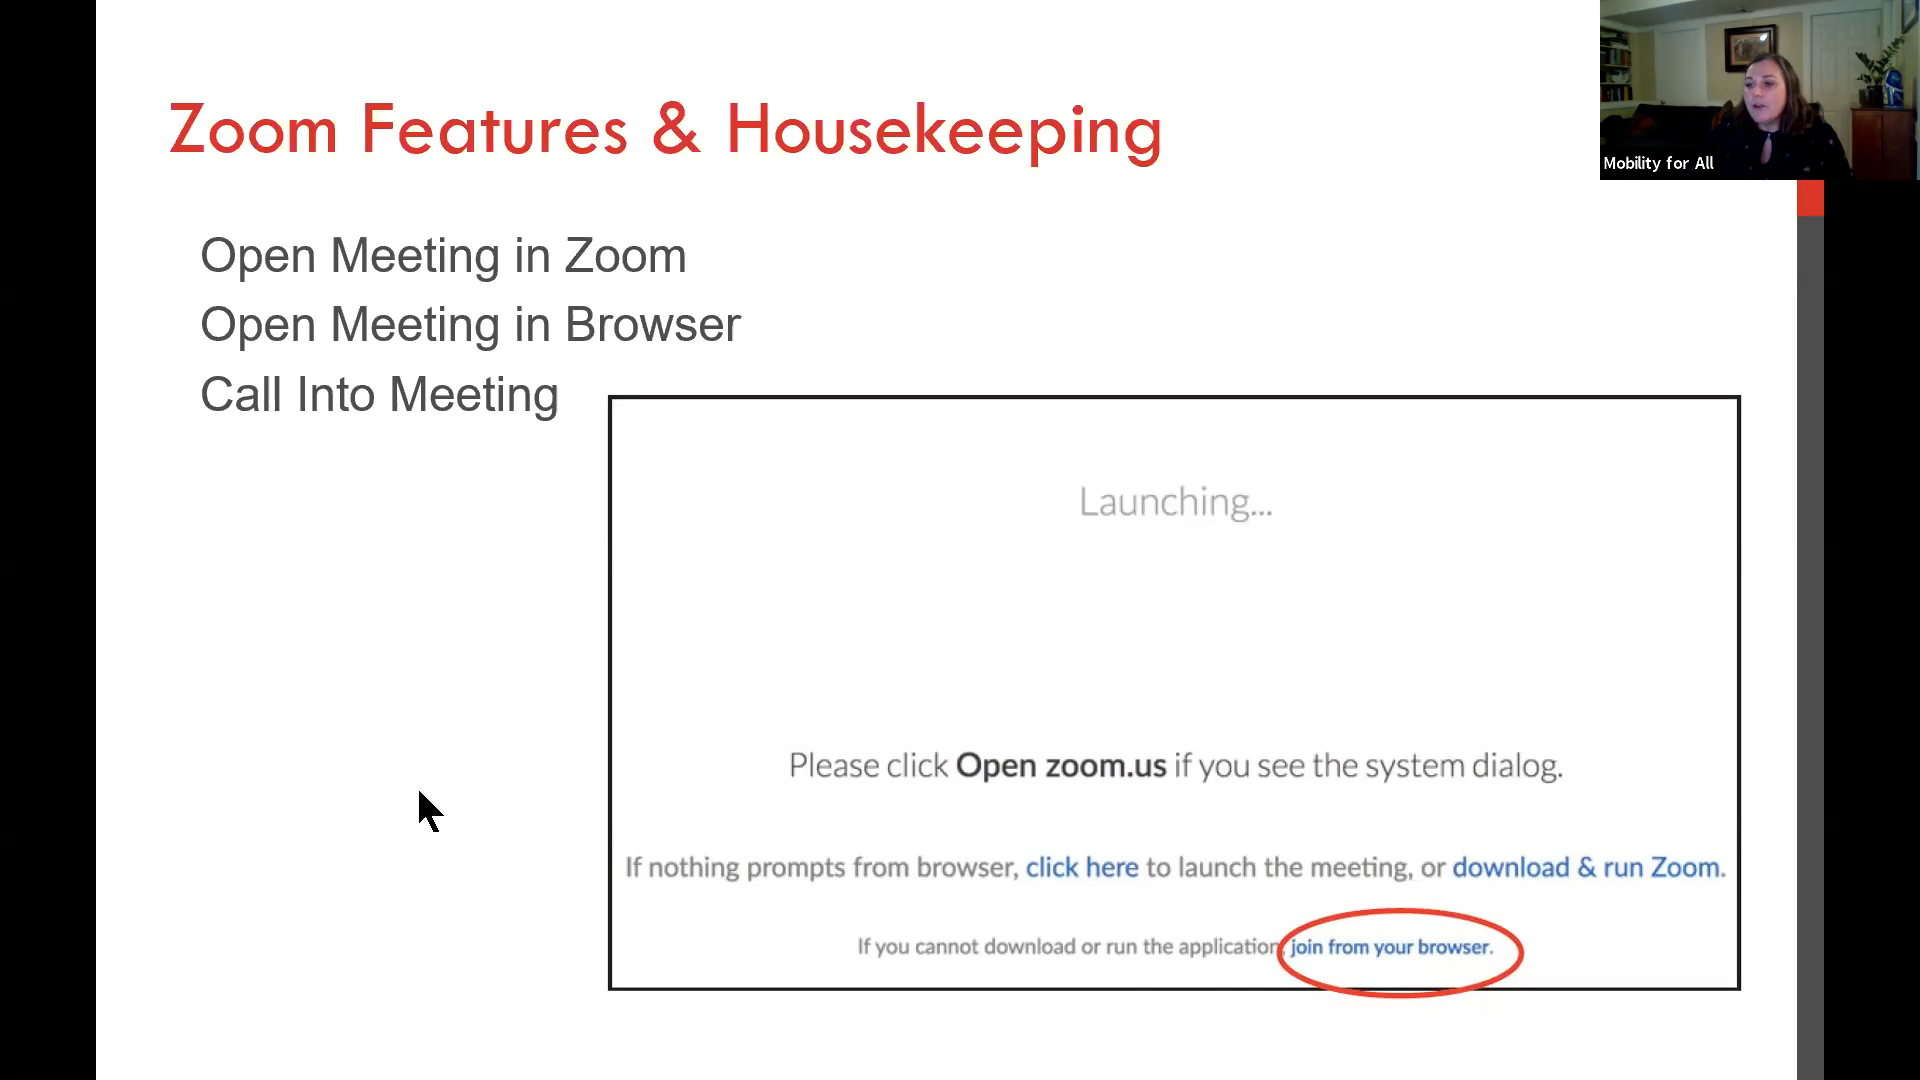 Zoom Features & Housekeeping
Mobility for All
Open Meeting in Zoom
Open Meeting in Browser
Call Into Meeting
Launching...
Please click Open zoom.us if you see the system dialog.
If nothing prompts from browser, click here to launch the meeting, or download & run Zoom.
If you cannot download or run the application, join from your browser.